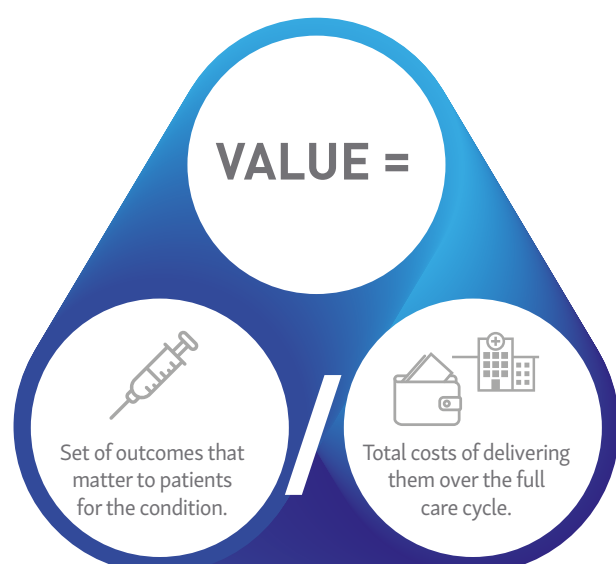 VALUE =
Set of outcomes that
matter to patients
for the condition.
/
Total costs of delivering
them over the full
care cycle.